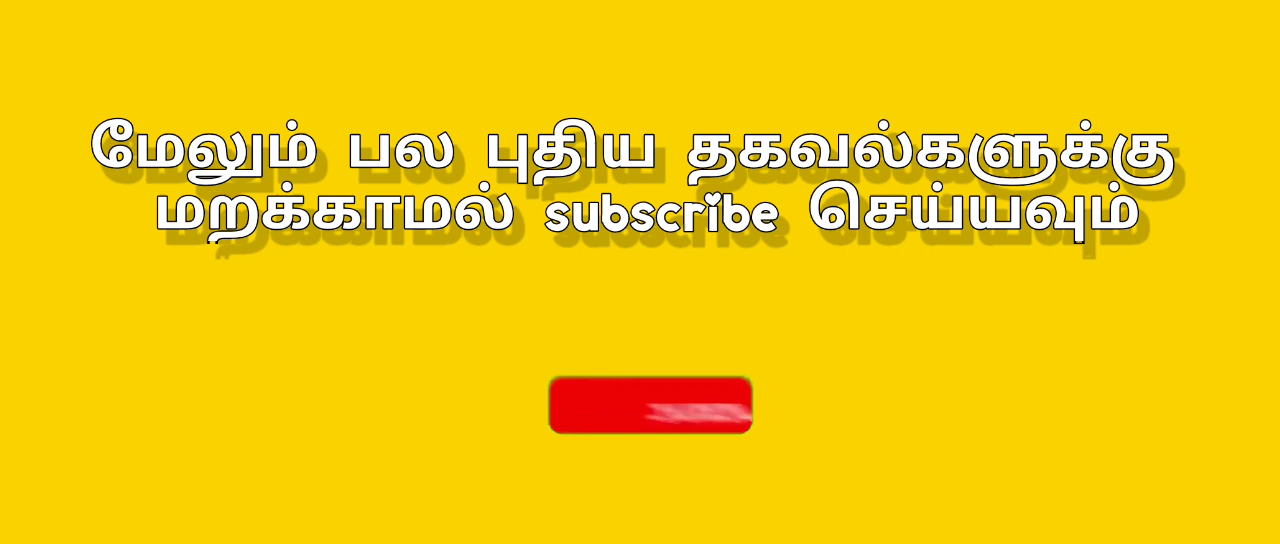 மேலும் பல புதிய தகவல்களுக்கு
மறக்காமல் subscribe செய்யவும்